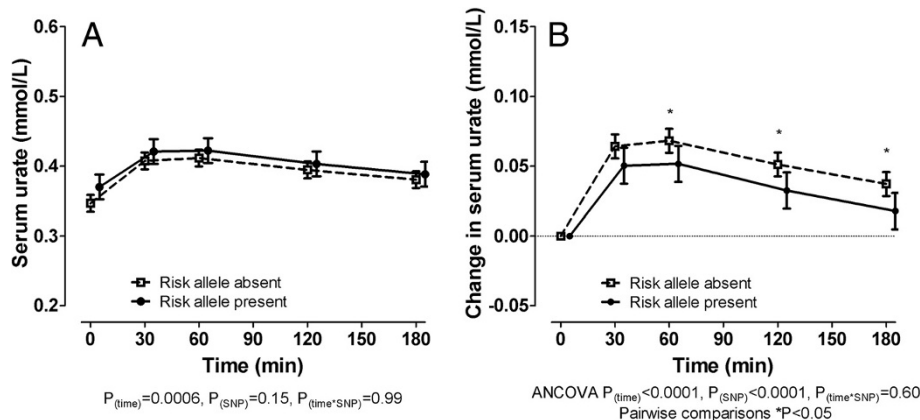 A
Serum urate (mmol/L)
0.6
0.5
0.4
0.3
0.2
Risk allele absent
Risk allele present
0 30 60 90 120 150 180
Time (min)
P(time)=0.0006, P(SNP)=0.15, P(time*SNP)=0.99
B
Change in serum urate (mmol/L)
0.15
0.10
0.05
0.00
-0.05
*
*
*
Risk allele absent
Risk allele present
0 30 60 90 120 150 180
Time (min)
ANCOVA P(time)<0.0001, P(SNP)<0.0001, P(time*SNP)=0.60
Pairwise comparisons *P<0.05